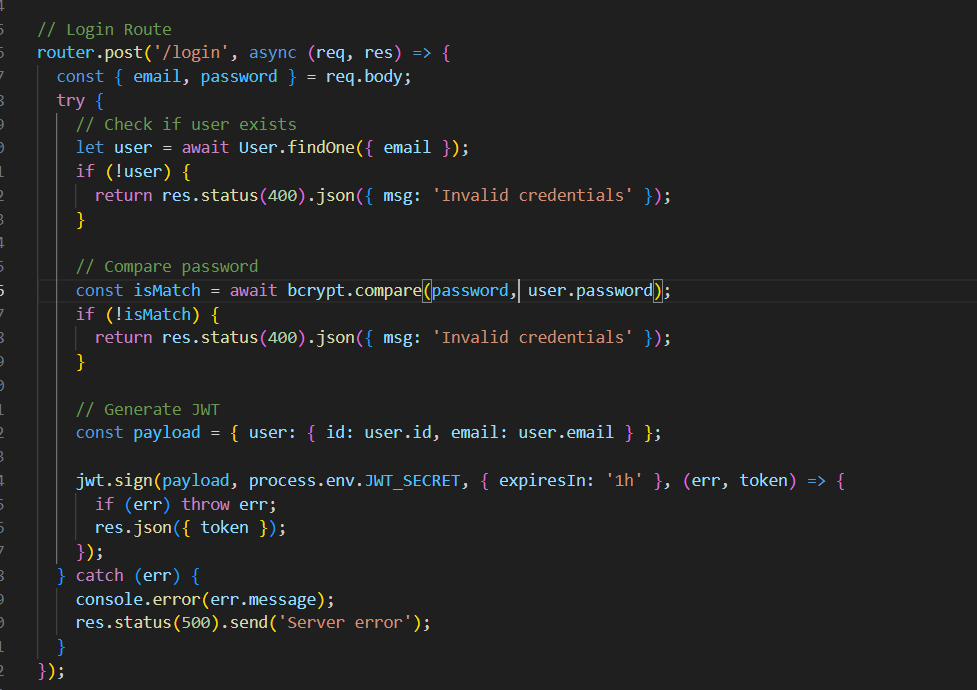 // Login Route
router.post('/login', async (req, res) => {
  const { email, password } = req.body;
  try {
    // Check if user exists
    let user = await User.findOne({ email });
    if (!user) {
      return res.status(400).json({ msg: 'Invalid credentials' });
    }

    // Compare password
    const isMatch = await bcrypt.compare(password, user.password);
    if (!isMatch) {
      return res.status(400).json({ msg: 'Invalid credentials' });
    }

    // Generate JWT
    const payload = { user: { id: user.id, email: user.email } };

    jwt.sign(payload, process.env.JWT_SECRET, { expiresIn: '1h' }, (err, token) => {
      if (err) throw err;
      res.json({ token });
    });
  } catch (err) {
    console.error(err.message);
    res.status(500).send('Server error');
  }
});